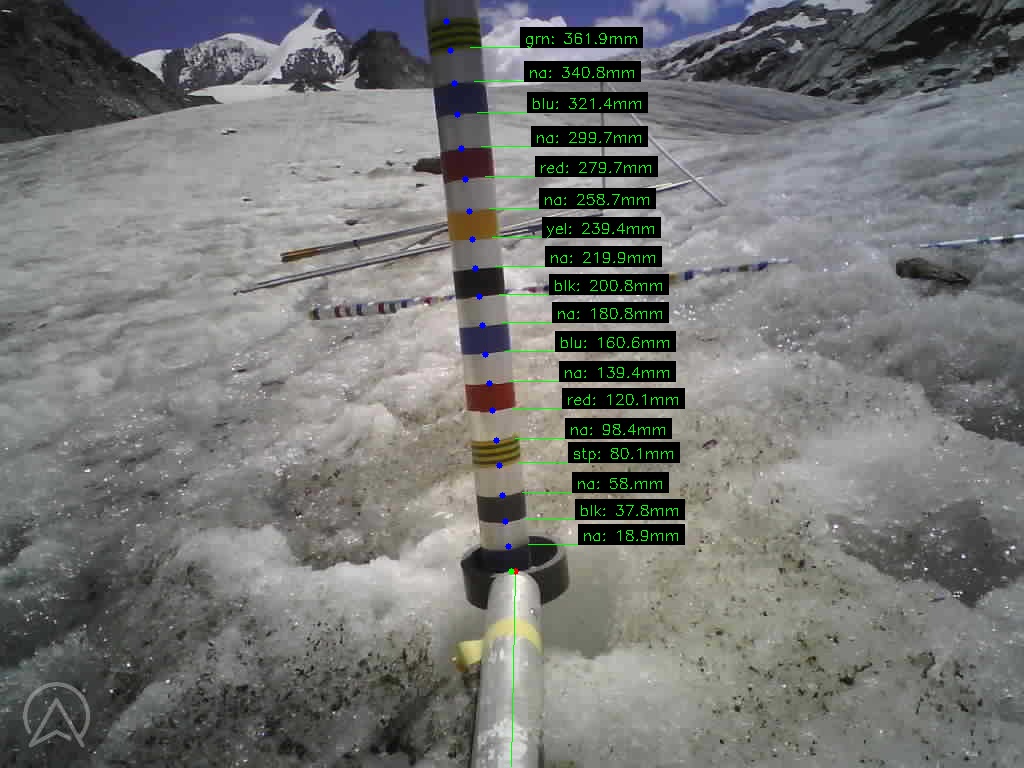 grn: 361.9mm
na: 340.8mm
blu: 321.4mm
na: 299.7mm
red: 279.7mm
na: 258.7mm
yel: 239.4mm
na: 219.9mm
blk: 200.8mm
na: 180.8mm
blu: 160.6mm
na: 139.4mm
red: 120.1mm
na: 98.4mm
stp: 80.1mm
na: 58.mm
blk: 37.8mm
na: 18.9mm